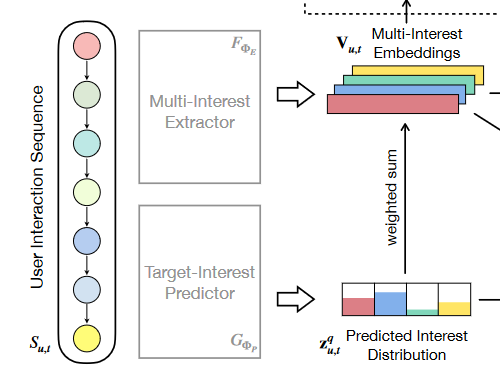 User Interaction Sequence
S_{u,t}
F_{Φ_E}
Multi-Interest
Extractor
Target-Interest
Predictor
G_{Φ_P}
V_{u,t}
Multi-Interest
Embeddings
weighted sum
z^q_{u,t}
Predicted Interest
Distribution